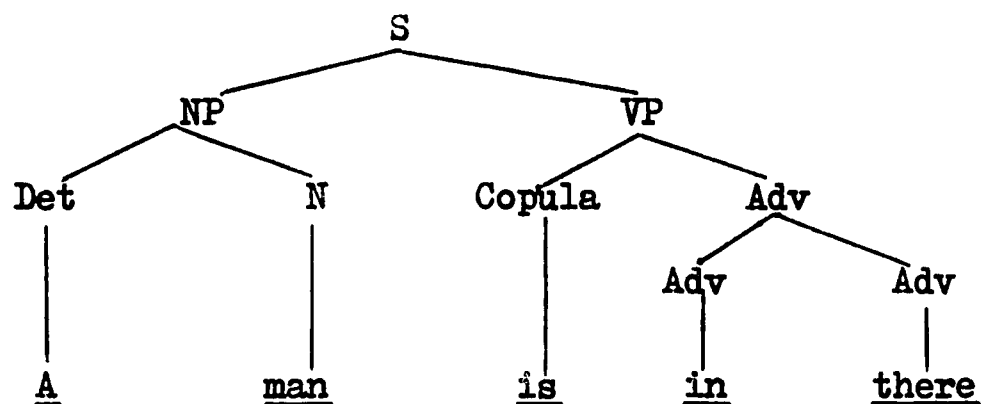 S
NP VP
Det N Copula Adv
Adv Adv
A man is in there